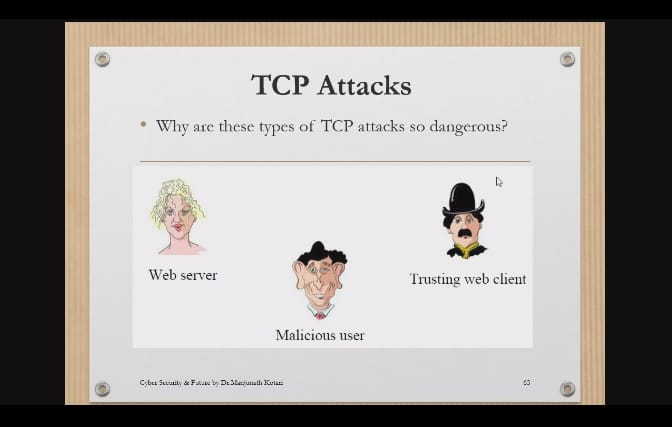 TCP Attacks
• Why are these types of TCP attacks so dangerous?
Web server
Trusting web client
Malicious user
Cyber Security & Future by Dr.Manjunath Kotari
65